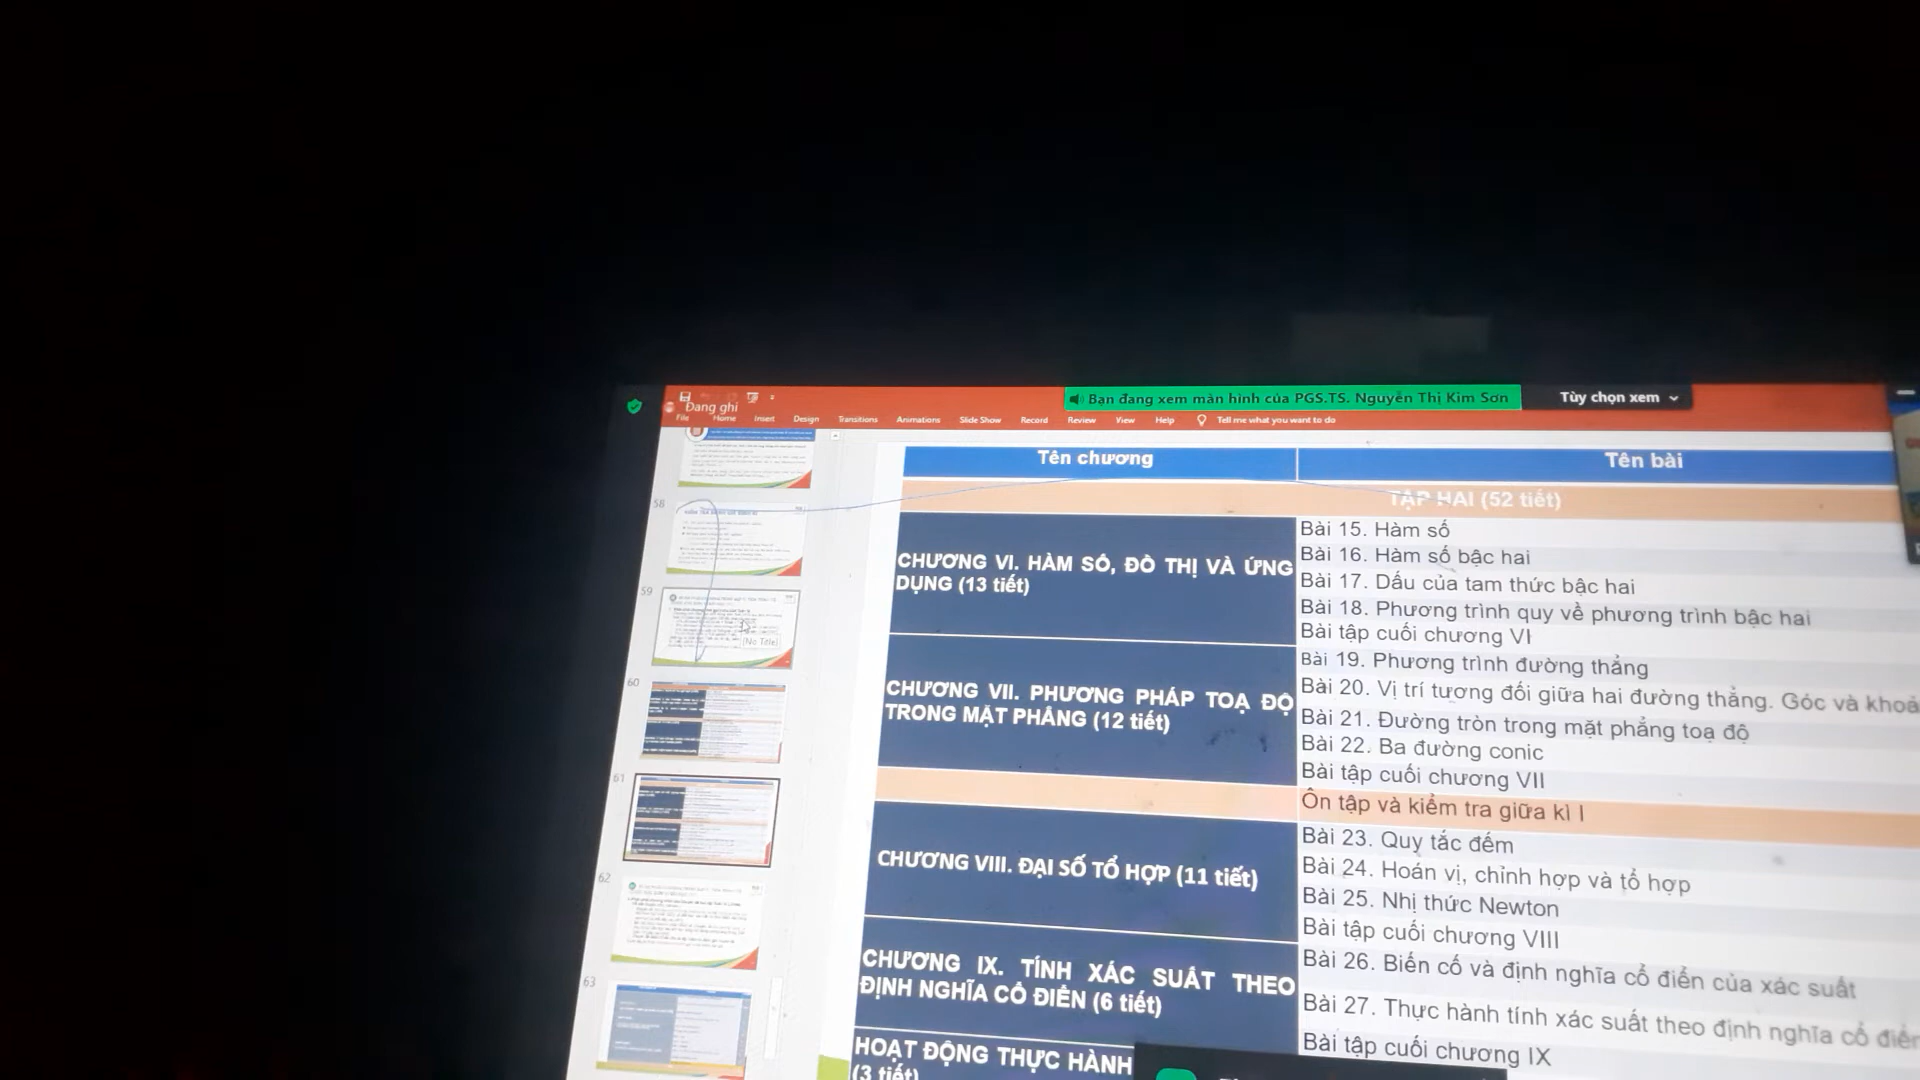 Bạn đang xem màn hình của PGS.TS. Nguyễn Thị Kim Sơn
Tùy chọn xem
Đang ghi
File Home Insert Design Transitions Animations Slide Show Record Review View Help Tell me what you want to do
Tên chương
Tên bài
TẬP HAI (52 tiết)
CHƯƠNG VI. HÀM SỐ, ĐỒ THỊ VÀ ỨNG
DỤNG (13 tiết)
Bài 15. Hàm số
Bài 16. Hàm số bậc hai
Bài 17. Dấu của tam thức bậc hai
Bài 18. Phương trình quy về phương trình bậc hai
Bài tập cuối chương VI
CHƯƠNG VII. PHƯƠNG PHÁP TOẠ ĐỘ
TRONG MẶT PHẲNG (12 tiết)
Bài 19. Phương trình đường thẳng
Bài 20. Vị trí tương đối giữa hai đường thẳng. Góc và khoả
Bài 21. Đường tròn trong mặt phẳng toạ độ
Bài 22. Ba đường conic
Bài tập cuối chương VII
Ôn tập và kiểm tra giữa kì I
CHƯƠNG VIII. ĐẠI SỐ TỔ HỢP (11 tiết)
Bài 23. Quy tắc đếm
Bài 24. Hoán vị, chỉnh hợp và tổ hợp
Bài 25. Nhị thức Newton
Bài tập cuối chương VIII
CHƯƠNG IX. TÍNH XÁC SUẤT THEO
ĐỊNH NGHĨA CỔ ĐIỂN (6 tiết)
Bài 26. Biến cố và định nghĩa cổ điển của xác suất
Bài 27. Thực hành tính xác suất theo định nghĩa cổ điển
Bài tập cuối chương IX
HOẠT ĐỘNG THỰC HÀNH
(3 tiết)
58
59
(No Title)
60
61
62
63